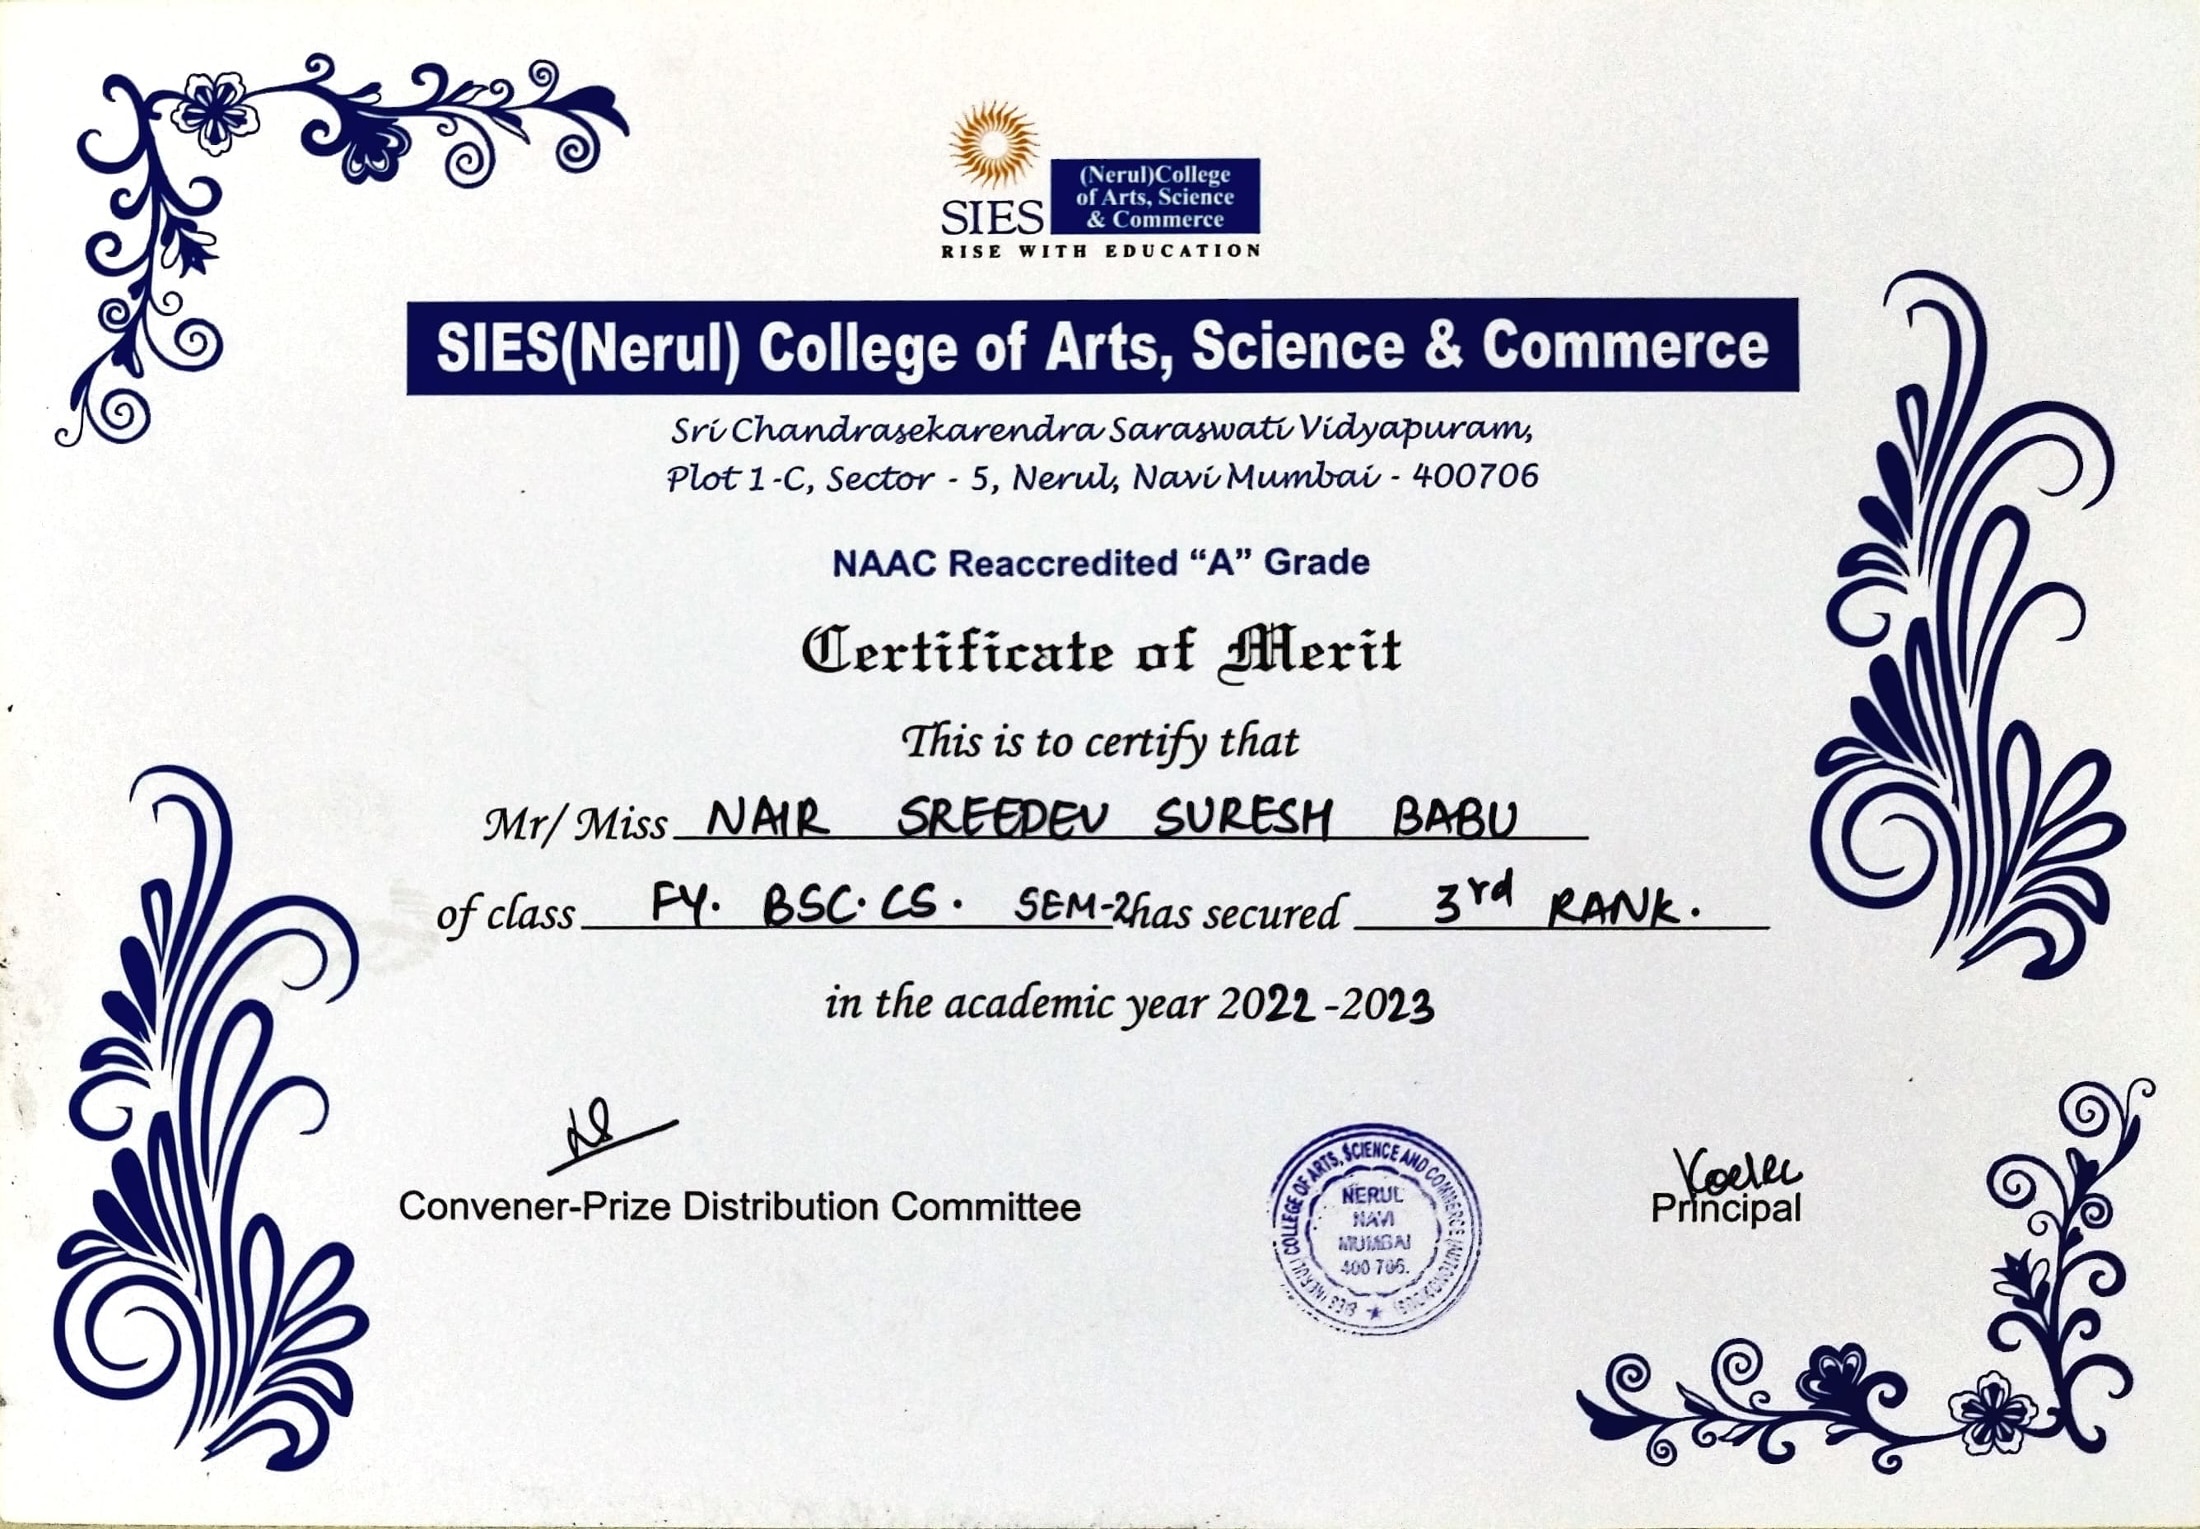 (Nerul)College
of Arts, Science
& Commerce
SIES
RISE WITH EDUCATION
SIES(Nerul) College of Arts, Science & Commerce
Sri Chandrasekarendra Saraswati Vidyapuram,
Plot 1-C, Sector - 5, Nerul, Navi Mumbai - 400706
NAAC Reaccredited “A” Grade
Certificate of Merit
This is to certify that
Mr/ Miss NAIR SREEDEV SURESH BABU
of class FY. BSC. CS. SEM-2 has secured 3rd RANK.
in the academic year 2022-2023
Convener-Prize Distribution Committee
SIES (NERUL) COLLEGE OF ARTS, SCIENCE AND COMMERCE (AUTONOMOUS)
NERUL
NAVI
MUMBAI
400 706.
Principal